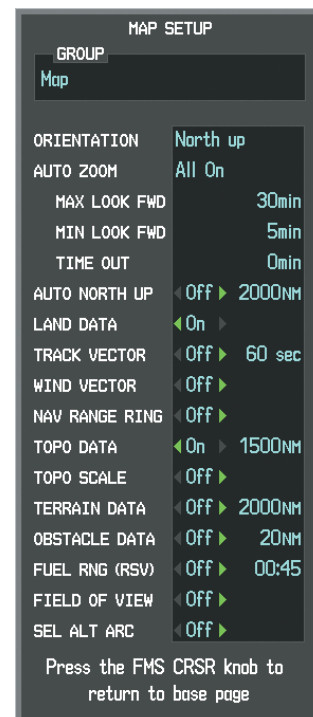 MAP SETUP
GROUP
Map
ORIENTATION North up
AUTO ZOOM All On
MAX LOOK FWD 30min
MIN LOOK FWD 5min
TIME OUT 0min
AUTO NORTH UP Off 2000NM
LAND DATA On
TRACK VECTOR Off 60 sec
WIND VECTOR Off
NAV RANGE RING Off
TOPO DATA On 1500NM
TOPO SCALE Off
TERRAIN DATA Off 2000NM
OBSTACLE DATA Off 20NM
FUEL RNG (RSV) Off 00:45
FIELD OF VIEW Off
SEL ALT ARC Off
Press the FMS CRSR knob to
return to base page